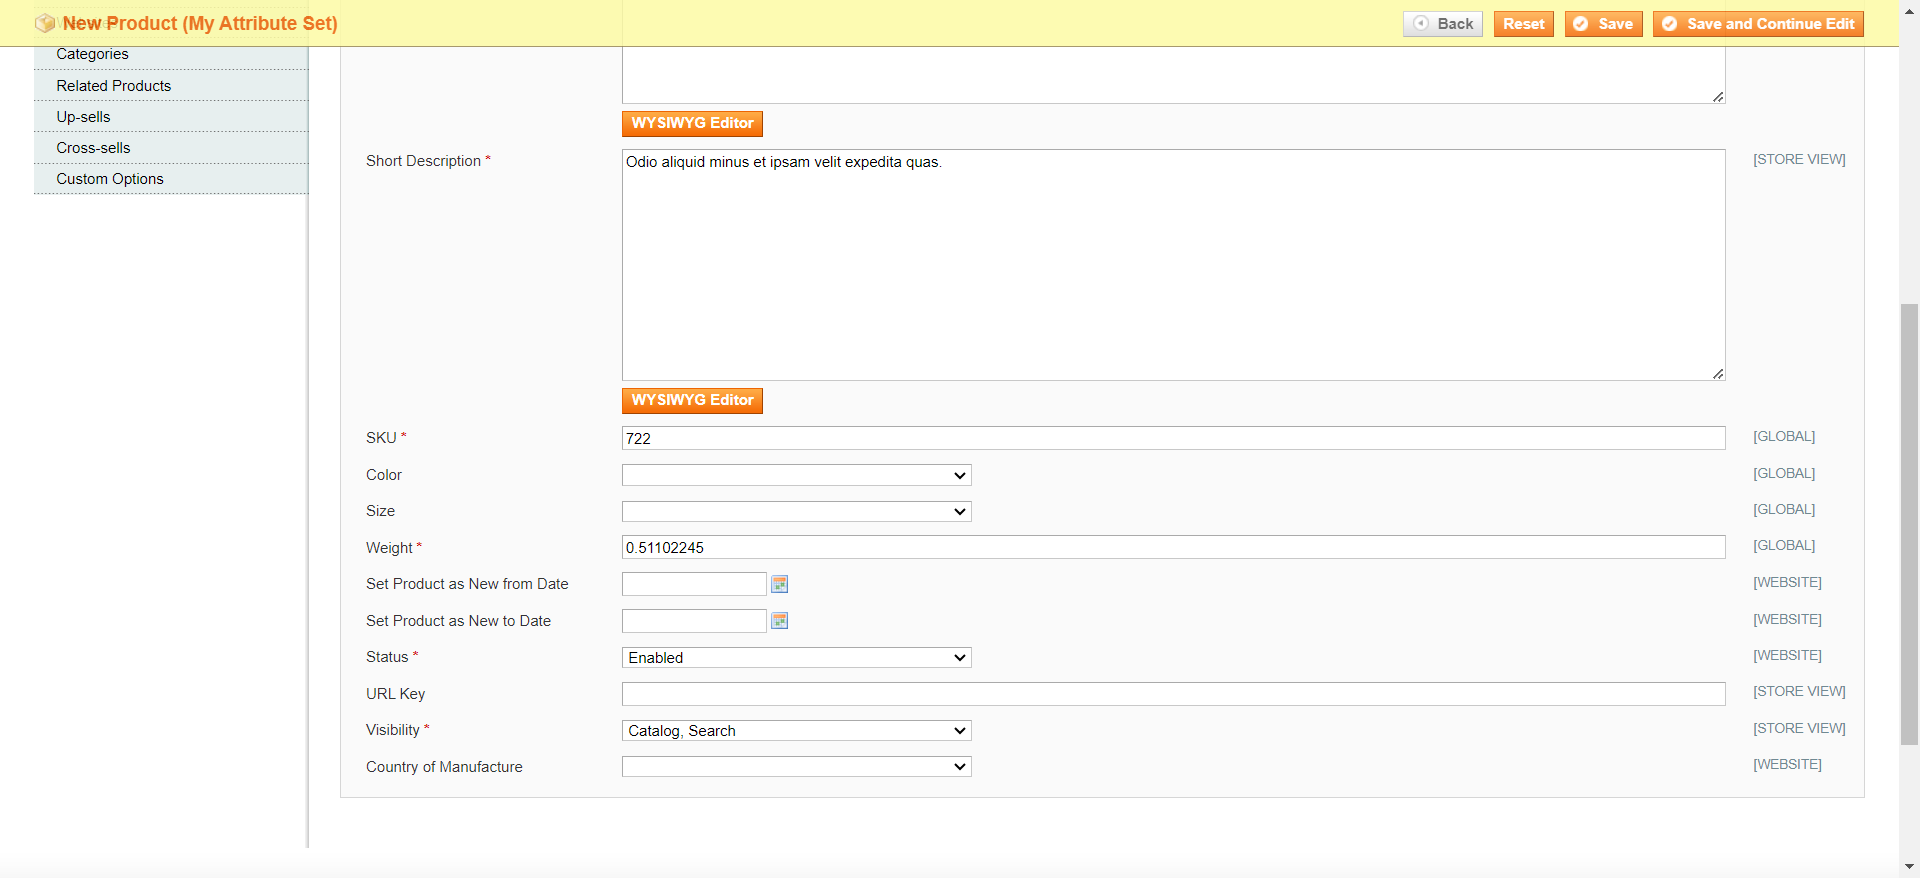 New Product (My Attribute Set)
Back
Reset
Save
Save and Continue Edit
Categories
Related Products
Up-sells
Cross-sells
Custom Options
WYSIWYG Editor
Short Description *
Odio aliquid minus et ipsam velit expedita quas.
[STORE VIEW]
WYSIWYG Editor
SKU *
722
[GLOBAL]
Color
[GLOBAL]
Size
[GLOBAL]
Weight *
0.51102245
[GLOBAL]
Set Product as New from Date
[WEBSITE]
Set Product as New to Date
[WEBSITE]
Status *
Enabled
[WEBSITE]
URL Key
[STORE VIEW]
Visibility *
Catalog, Search
[STORE VIEW]
Country of Manufacture
[WEBSITE]